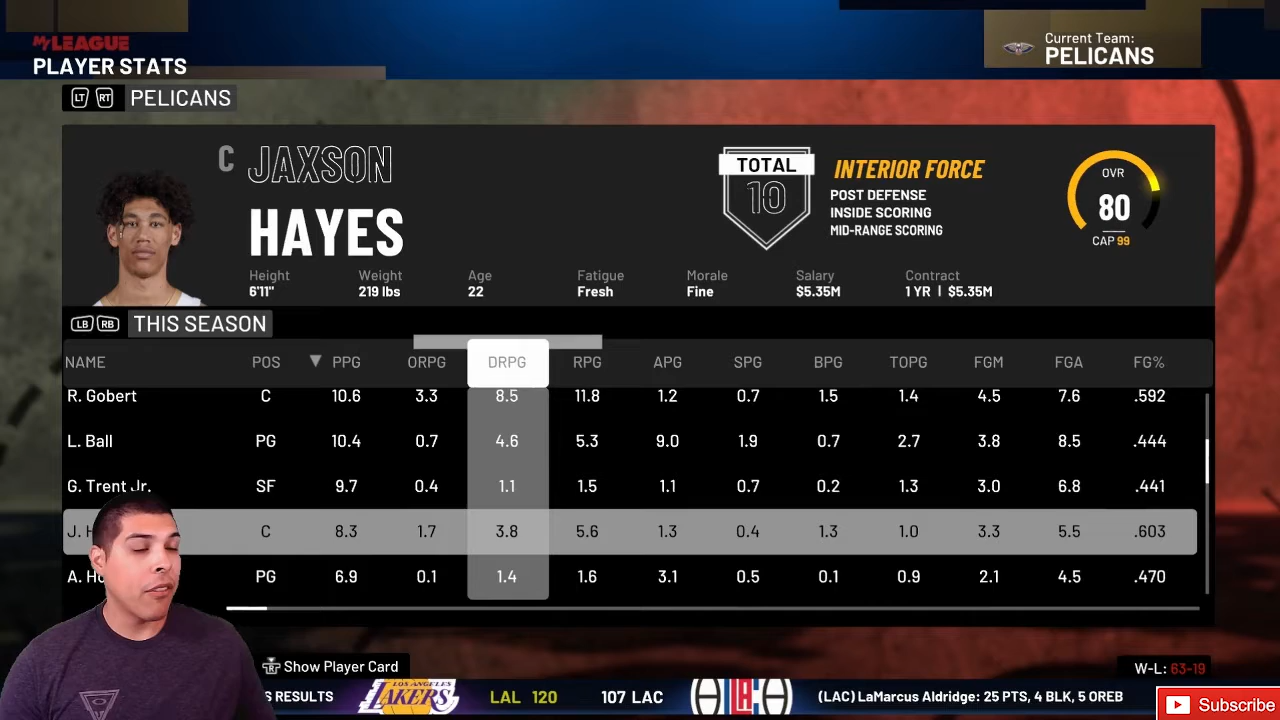 MYLEAGUE
PLAYER STATS
Current Team:
PELICANS
LT RT PELICANS
C JAXSON
HAYES
TOTAL
10
INTERIOR FORCE
POST DEFENSE
INSIDE SCORING
MID-RANGE SCORING
OVR
80
CAP 99
Height Weight Age Fatigue Morale Salary Contract
6'11" 219 lbs 22 Fresh Fine $5.35M 1 YR | $5.35M
LB RB THIS SEASON
NAME POS PPG ORPG DRPG RPG APG SPG BPG TOPG FGM FGA FG%
R. Gobert C 10.6 3.3 8.5 11.8 1.2 0.7 1.5 1.4 4.5 7.6 .592
L. Ball PG 10.4 0.7 4.6 5.3 9.0 1.9 0.7 2.7 3.8 8.5 .444
G. Trent Jr. SF 9.7 0.4 1.1 1.5 1.1 0.7 0.2 1.3 3.0 6.8 .441
J. C 8.3 1.7 3.8 5.6 1.3 0.4 1.3 1.0 3.3 5.5 .603
A. PG 6.9 0.1 1.4 1.6 3.1 0.5 0.1 0.9 2.1 4.5 .470
R Show Player Card
W-L: 63-19
RESULTS LOS ANGELES LAKERS LAL 120 107 LAC LAC (LAC) LaMarcus Aldridge: 25 PTS, 4 BLK, 5 OREB
Subscribe